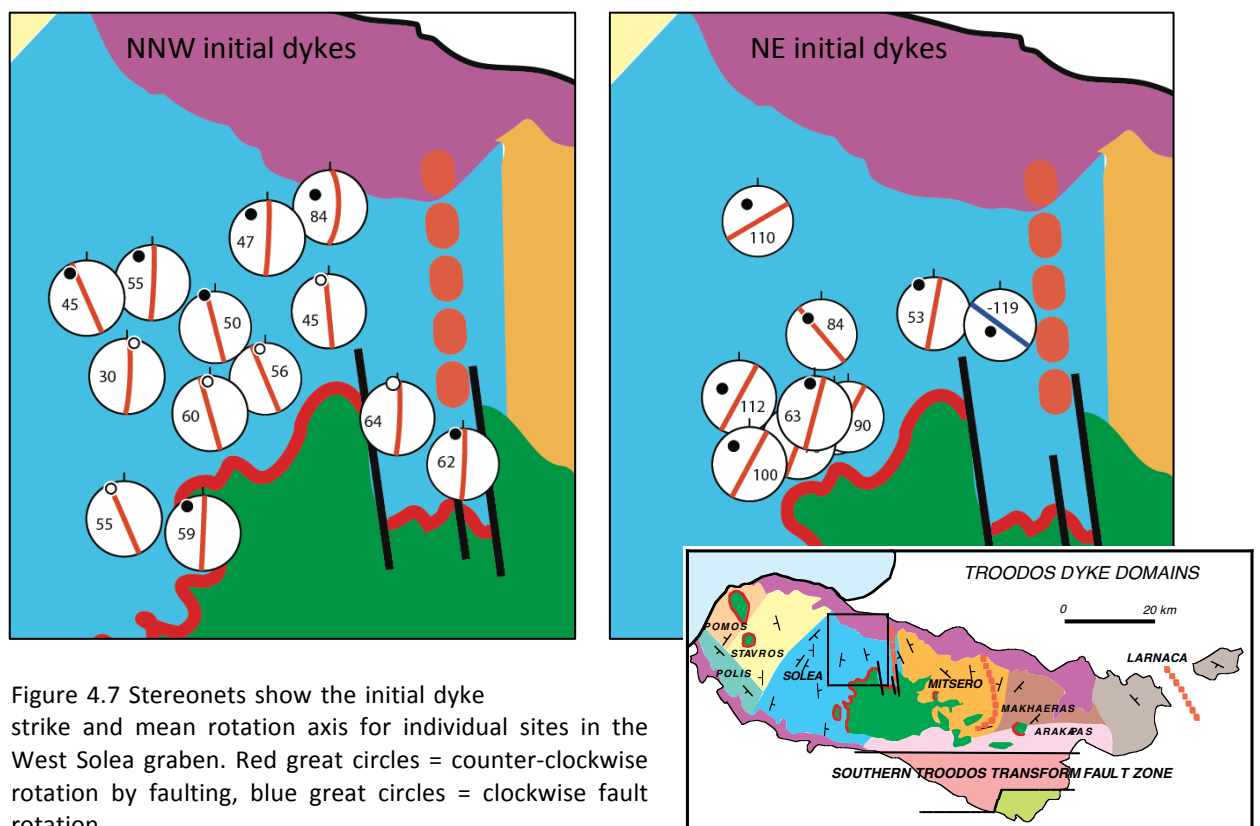 NNW initial dykes
84
47
55
45
50
45
30
56
60
64
62
55
59
NE initial dykes
110
-119
53
84
112
63
90
100
TROODOS DYKE DOMAINS
0 20 km
POMOS
STAVROS
POLIS
SOLEA
MITSERO
LARNACA
MAKHAERAS
ARAKAPAS
SOUTHERN TROODOS TRANSFORM FAULT ZONE
Figure 4.7 Stereonets show the initial dyke
strike and mean rotation axis for individual sites in the
West Solea graben. Red great circles = counter-clockwise
rotation by faulting, blue great circles = clockwise fault
rotation